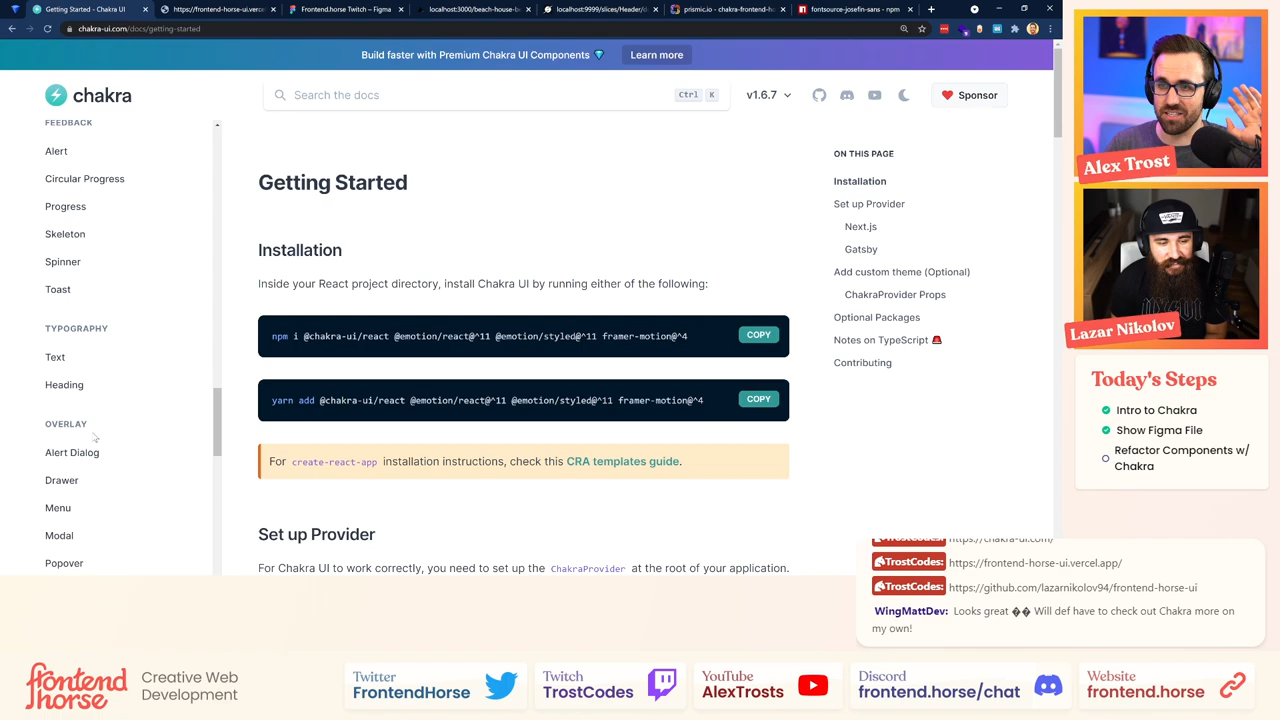 Getting Started - Chakra UI
https://frontend-horse-ui.vercel
Frontend.horse Twitch – Figma
localhost:3000/beach-house-b
localhost:9999/slices/Header/d
prismic.io - chakra-frontend-h
fontsource-josefin-sans - npm
chakra-ui.com/docs/getting-started
Build faster with Premium Chakra UI Components
Learn more
chakra
Search the docs
Ctrl
K
v1.6.7
Sponsor
FEEDBACK
Alert
Circular Progress
Progress
Skeleton
Spinner
Toast
TYPOGRAPHY
Text
Heading
OVERLAY
Alert Dialog
Drawer
Menu
Modal
Popover
Getting Started
Installation
Inside your React project directory, install Chakra UI by running either of the following:
npm i @chakra-ui/react @emotion/react@^11 @emotion/styled@^11 framer-motion@^4
COPY
yarn add @chakra-ui/react @emotion/react@^11 @emotion/styled@^11 framer-motion@^4
COPY
For create-react-app installation instructions, check this CRA templates guide.
Set up Provider
For Chakra UI to work correctly, you need to set up the ChakraProvider at the root of your application.
ON THIS PAGE
Installation
Set up Provider
Next.js
Gatsby
Add custom theme (Optional)
ChakraProvider Props
Optional Packages
Notes on TypeScript 🚨
Contributing
Alex Trost
Lazar Nikolov
Today's Steps
Intro to Chakra
Show Figma File
Refactor Components w/
Chakra
TrostCodes: https://chakra-ui.com/
TrostCodes: https://frontend-horse-ui.vercel.app/
TrostCodes: https://github.com/lazarnikolov94/frontend-horse-ui
WingMattDev: Looks great �� Will def have to check out Chakra more on
my own!
frontend
horse
Creative Web
Development
Twitter
FrontendHorse
Twitch
TrostCodes
YouTube
AlexTrosts
Discord
frontend.horse/chat
Website
frontend.horse